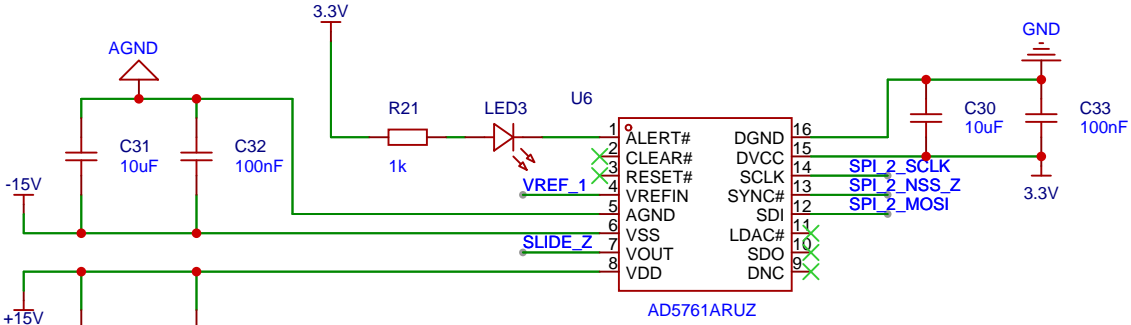 3.3V
AGND
GND
R21
LED3
U6
C31
10uF
C32
100nF
1k
C30
10uF
C33
100nF
1
ALERT#
DGND
16
2
CLEAR#
DVCC
15
3
RESET#
SCLK
14
SPI_2_SCLK
VREF_1
4
VREFIN
SYNC#
13
SPI_2_NSS_Z
5
AGND
SDI
12
SPI_2_MOSI
6
VSS
LDAC#
11
SLIDE_Z
7
VOUT
SDO
10
8
VDD
DNC
9
-15V
3.3V
+15V
AD5761ARUZ